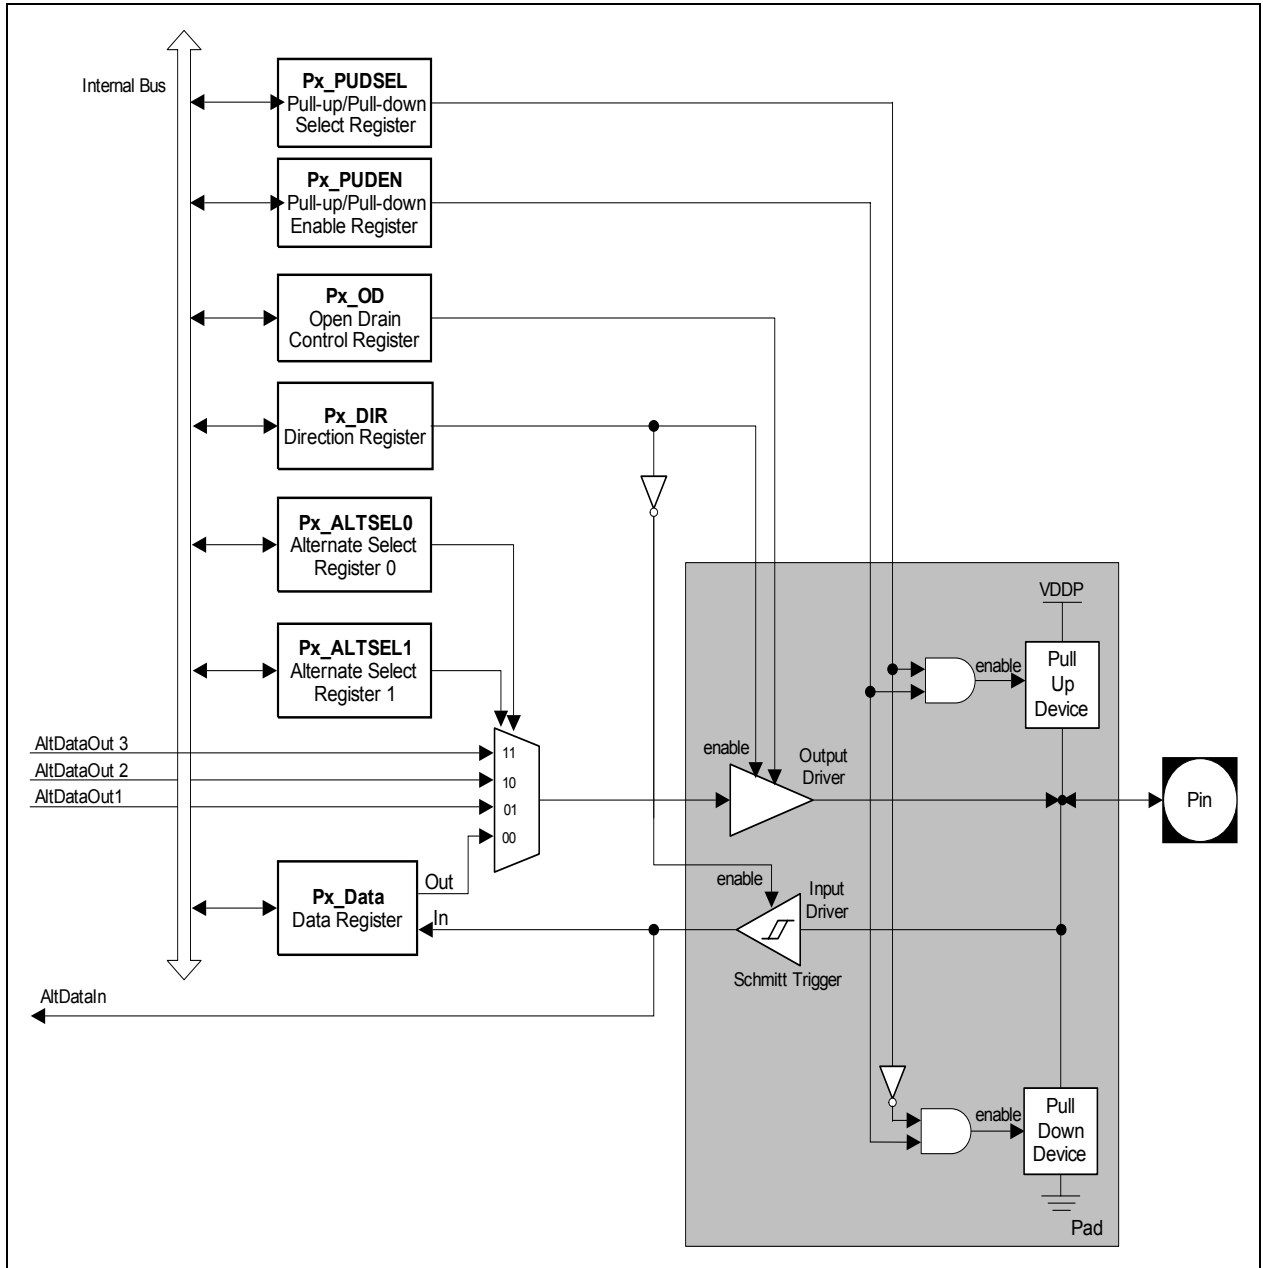 Internal Bus
Px_PUDSEL
Pull-up/Pull-down
Select Register
Px_PUDEN
Pull-up/Pull-down
Enable Register
Px_OD
Open Drain
Control Register
Px_DIR
Direction Register
Px_ALTSEL0
Alternate Select
Register 0
Px_ALTSEL1
Alternate Select
Register 1
AltDataOut 3
AltDataOut 2
AltDataOut1
11
10
01
00
Px_Data
Data Register
Out
In
AltDataIn
enable
Output
Driver
enable
Input
Driver
Schmitt Trigger
VDDP
enable
Pull
Up
Device
Pin
enable
Pull
Down
Device
Pad